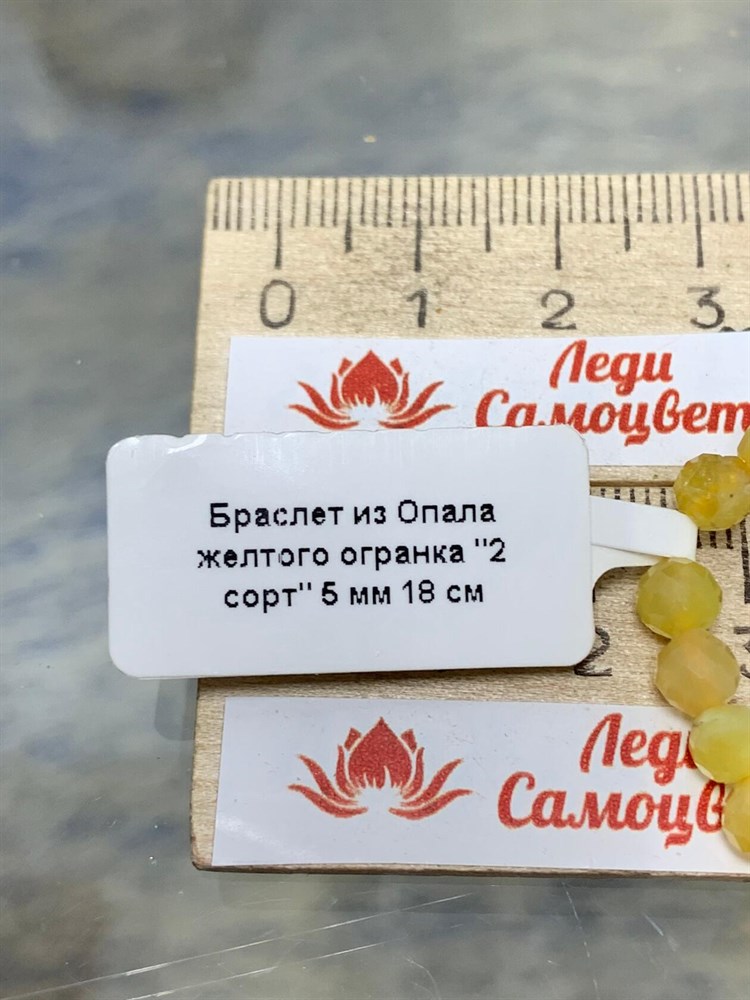 0 1 2 3
Леди
Самоцвет
Браслет из Опала
желтого огранка "2
сорт" 5 мм 18 см
2
Леди
Самоцв